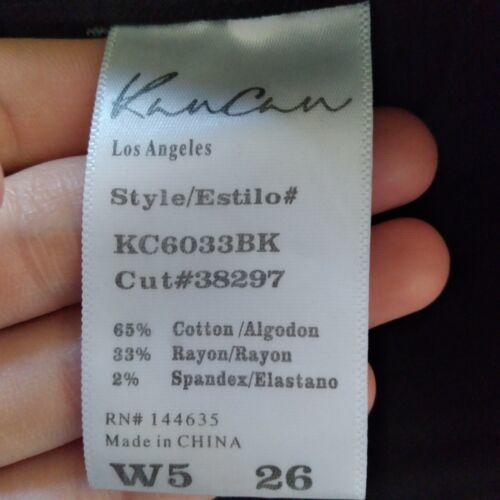 KanCan
Los Angeles
Style/Estilo#
KC6033BK
Cut#38297
65% Cotton/Algodon
33% Rayon/Rayon
2% Spandex/Elastano
RN# 144635
Made in CHINA
W5 26